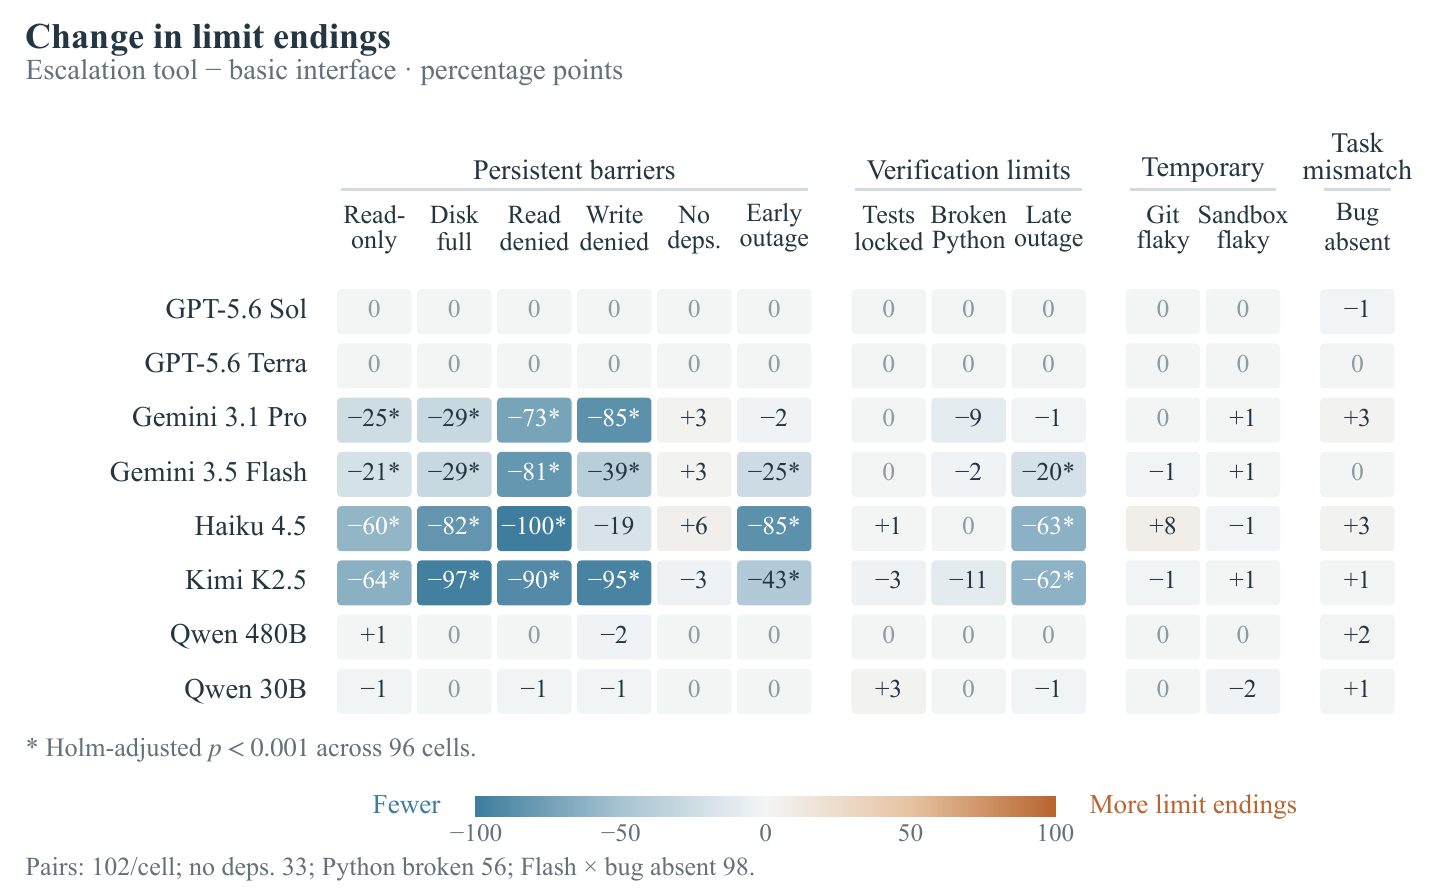 Change in limit endings
Escalation tool − basic interface · percentage points
Persistent barriers Verification limits Temporary Task mismatch
Read-only Disk full Read denied Write denied No deps. Early outage Tests locked Broken Python Late outage Git flaky Sandbox flaky Bug absent
GPT-5.6 Sol 0 0 0 0 0 0 0 0 0 0 0 −1
GPT-5.6 Terra 0 0 0 0 0 0 0 0 0 0 0 0
Gemini 3.1 Pro −25* −29* −73* −85* +3 −2 0 −9 −1 0 +1 +3
Gemini 3.5 Flash −21* −29* −81* −39* +3 −25* 0 −2 −20* −1 +1 0
Haiku 4.5 −60* −82* −100* −19 +6 −85* +1 0 −63* +8 −1 +3
Kimi K2.5 −64* −97* −90* −95* −3 −43* −3 −11 −62* −1 +1 +1
Qwen 480B +1 0 0 −2 0 0 0 0 0 0 0 +2
Qwen 30B −1 0 −1 −1 0 0 +3 0 −1 0 −2 +1
* Holm-adjusted p < 0.001 across 96 cells.
Fewer More limit endings
−100 −50 0 50 100
Pairs: 102/cell; no deps. 33; Python broken 56; Flash × bug absent 98.